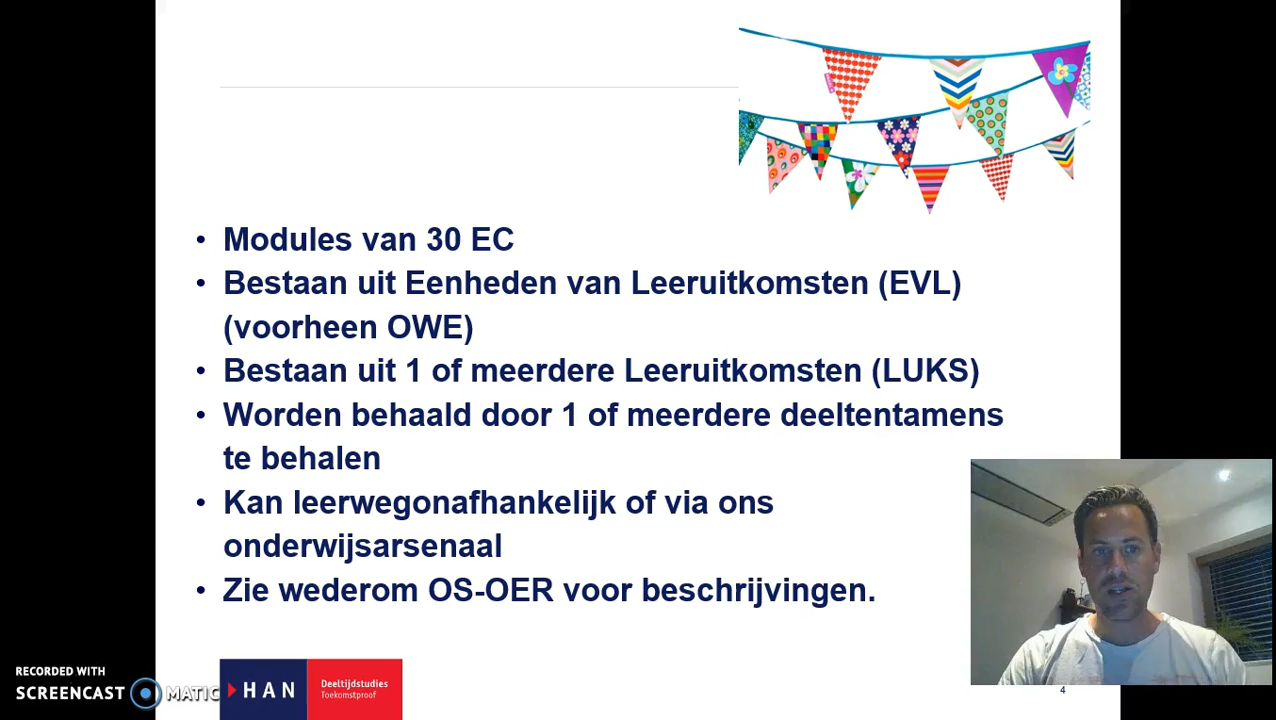 • Modules van 30 EC
• Bestaan uit Eenheden van Leeruitkomsten (EVL)
(voorheen OWE)
• Bestaan uit 1 of meerdere Leeruitkomsten (LUKS)
• Worden behaald door 1 of meerdere deeltentamens
te behalen
• Kan leerwegonafhankelijk of via ons
onderwijsarsenaal
• Zie wederom OS-OER voor beschrijvingen.
RECORDED WITH
SCREENCAST MATIC
HAN
Deeltijdstudies
Toekomstproof
4